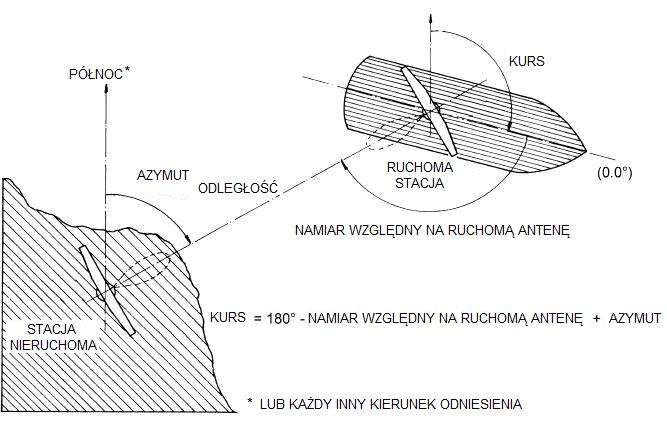 PÓŁNOC*
KURS
AZYMUT
ODLEGŁOŚĆ
RUCHOMA
STACJA
(0.0°)
NAMIAR WZGLĘDNY NA RUCHOMĄ ANTENĘ
STACJA
NIERUCHOMA
KURS = 180° - NAMIAR WZGLĘDNY NA RUCHOMĄ ANTENĘ + AZYMUT
* LUB KAŻDY INNY KIERUNEK ODNIESIENIA